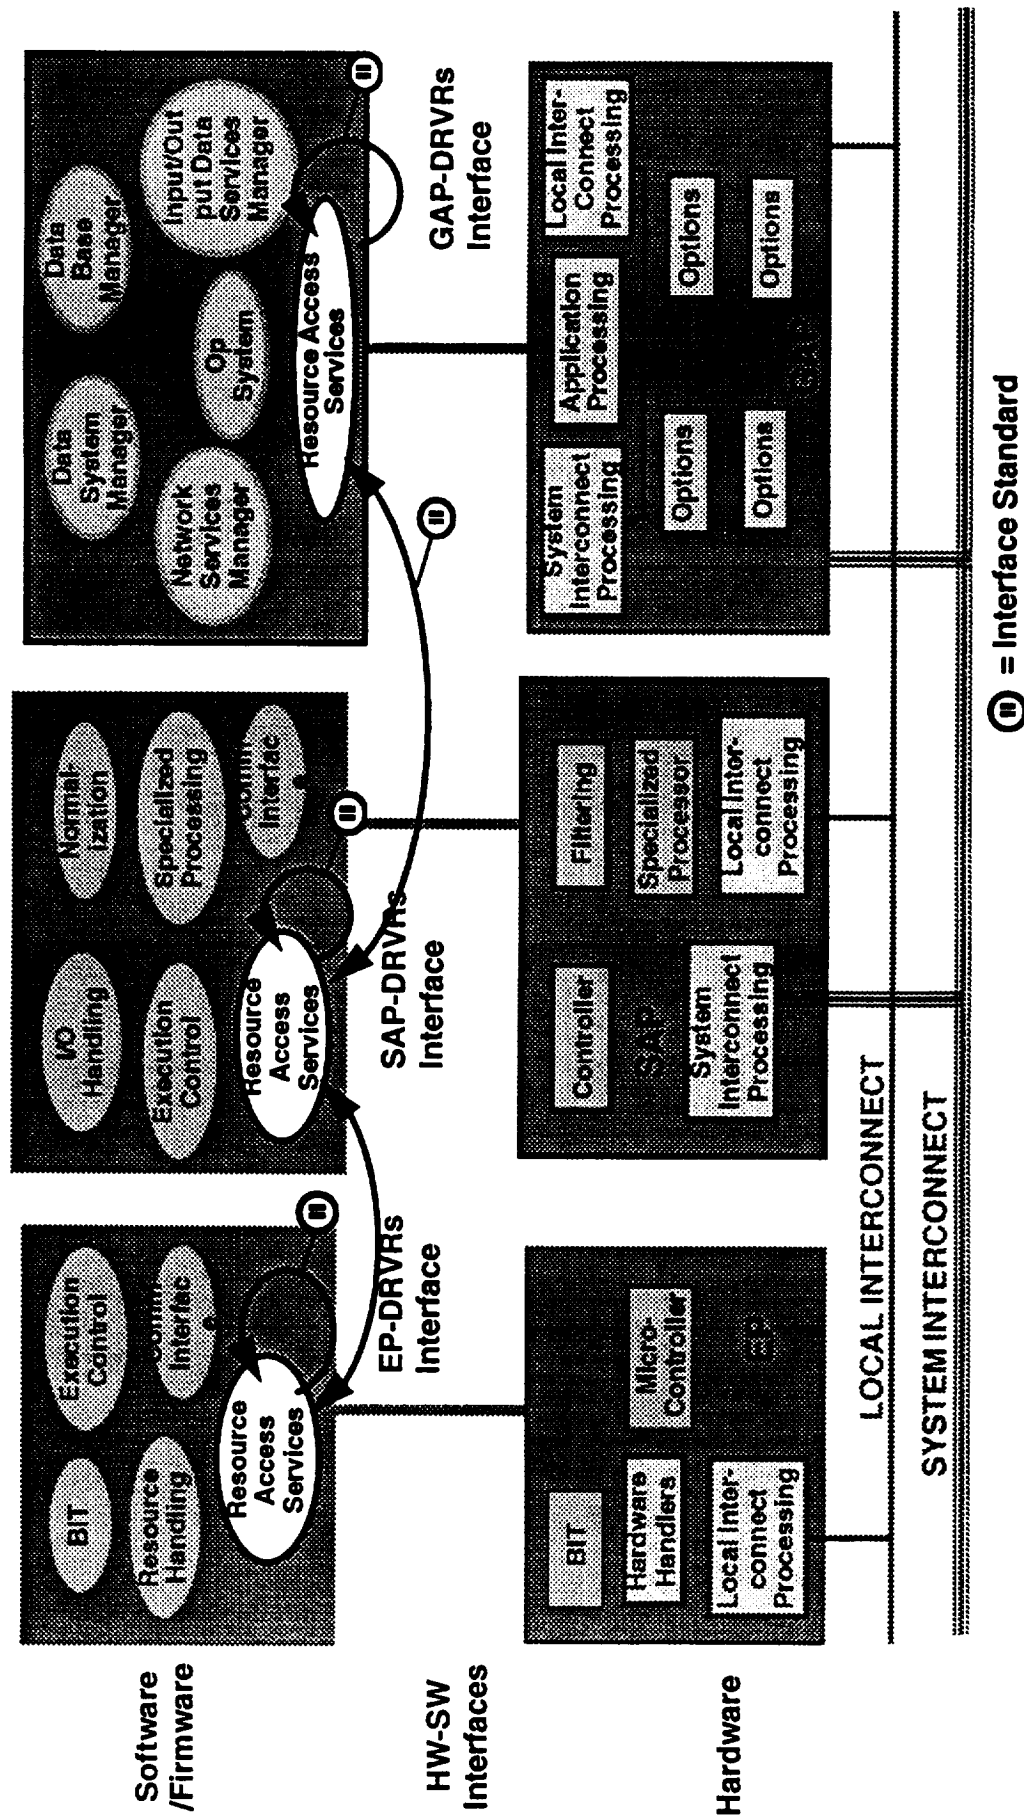 Software
/Firmware
BIT
Execution
Control
Resource
Handling
Interfac
Resource
Access
Services
I/O
Handling
Normal-
ization
Execution
Control
Specialized
Processing
Interfac
Resource
Access
Services
Data
System
Manager
Data
Base
Manager
Network
Services
Manager
Op
System
Input/Out
put Data
Services
Manager
Resource Access
Services
HW-SW
Interfaces
EP-DRVRs
Interface
SAP-DRVRs
Interface
GAP-DRVRs
Interface
Hardware
BIT
Hardware
Handlers
Micro-
Controller
Local Inter-
connect
Processing
EP
Controller
Filtering
SAP
Specialized
Processor
System
Interconnect
Processing
Local Inter-
connect
Processing
System
Interconnect
Processing
Application
Processing
Local Inter-
Connect
Processing
Options
Options
Options
Options
LOCAL INTERCONNECT
SYSTEM INTERCONNECT
= Interface Standard